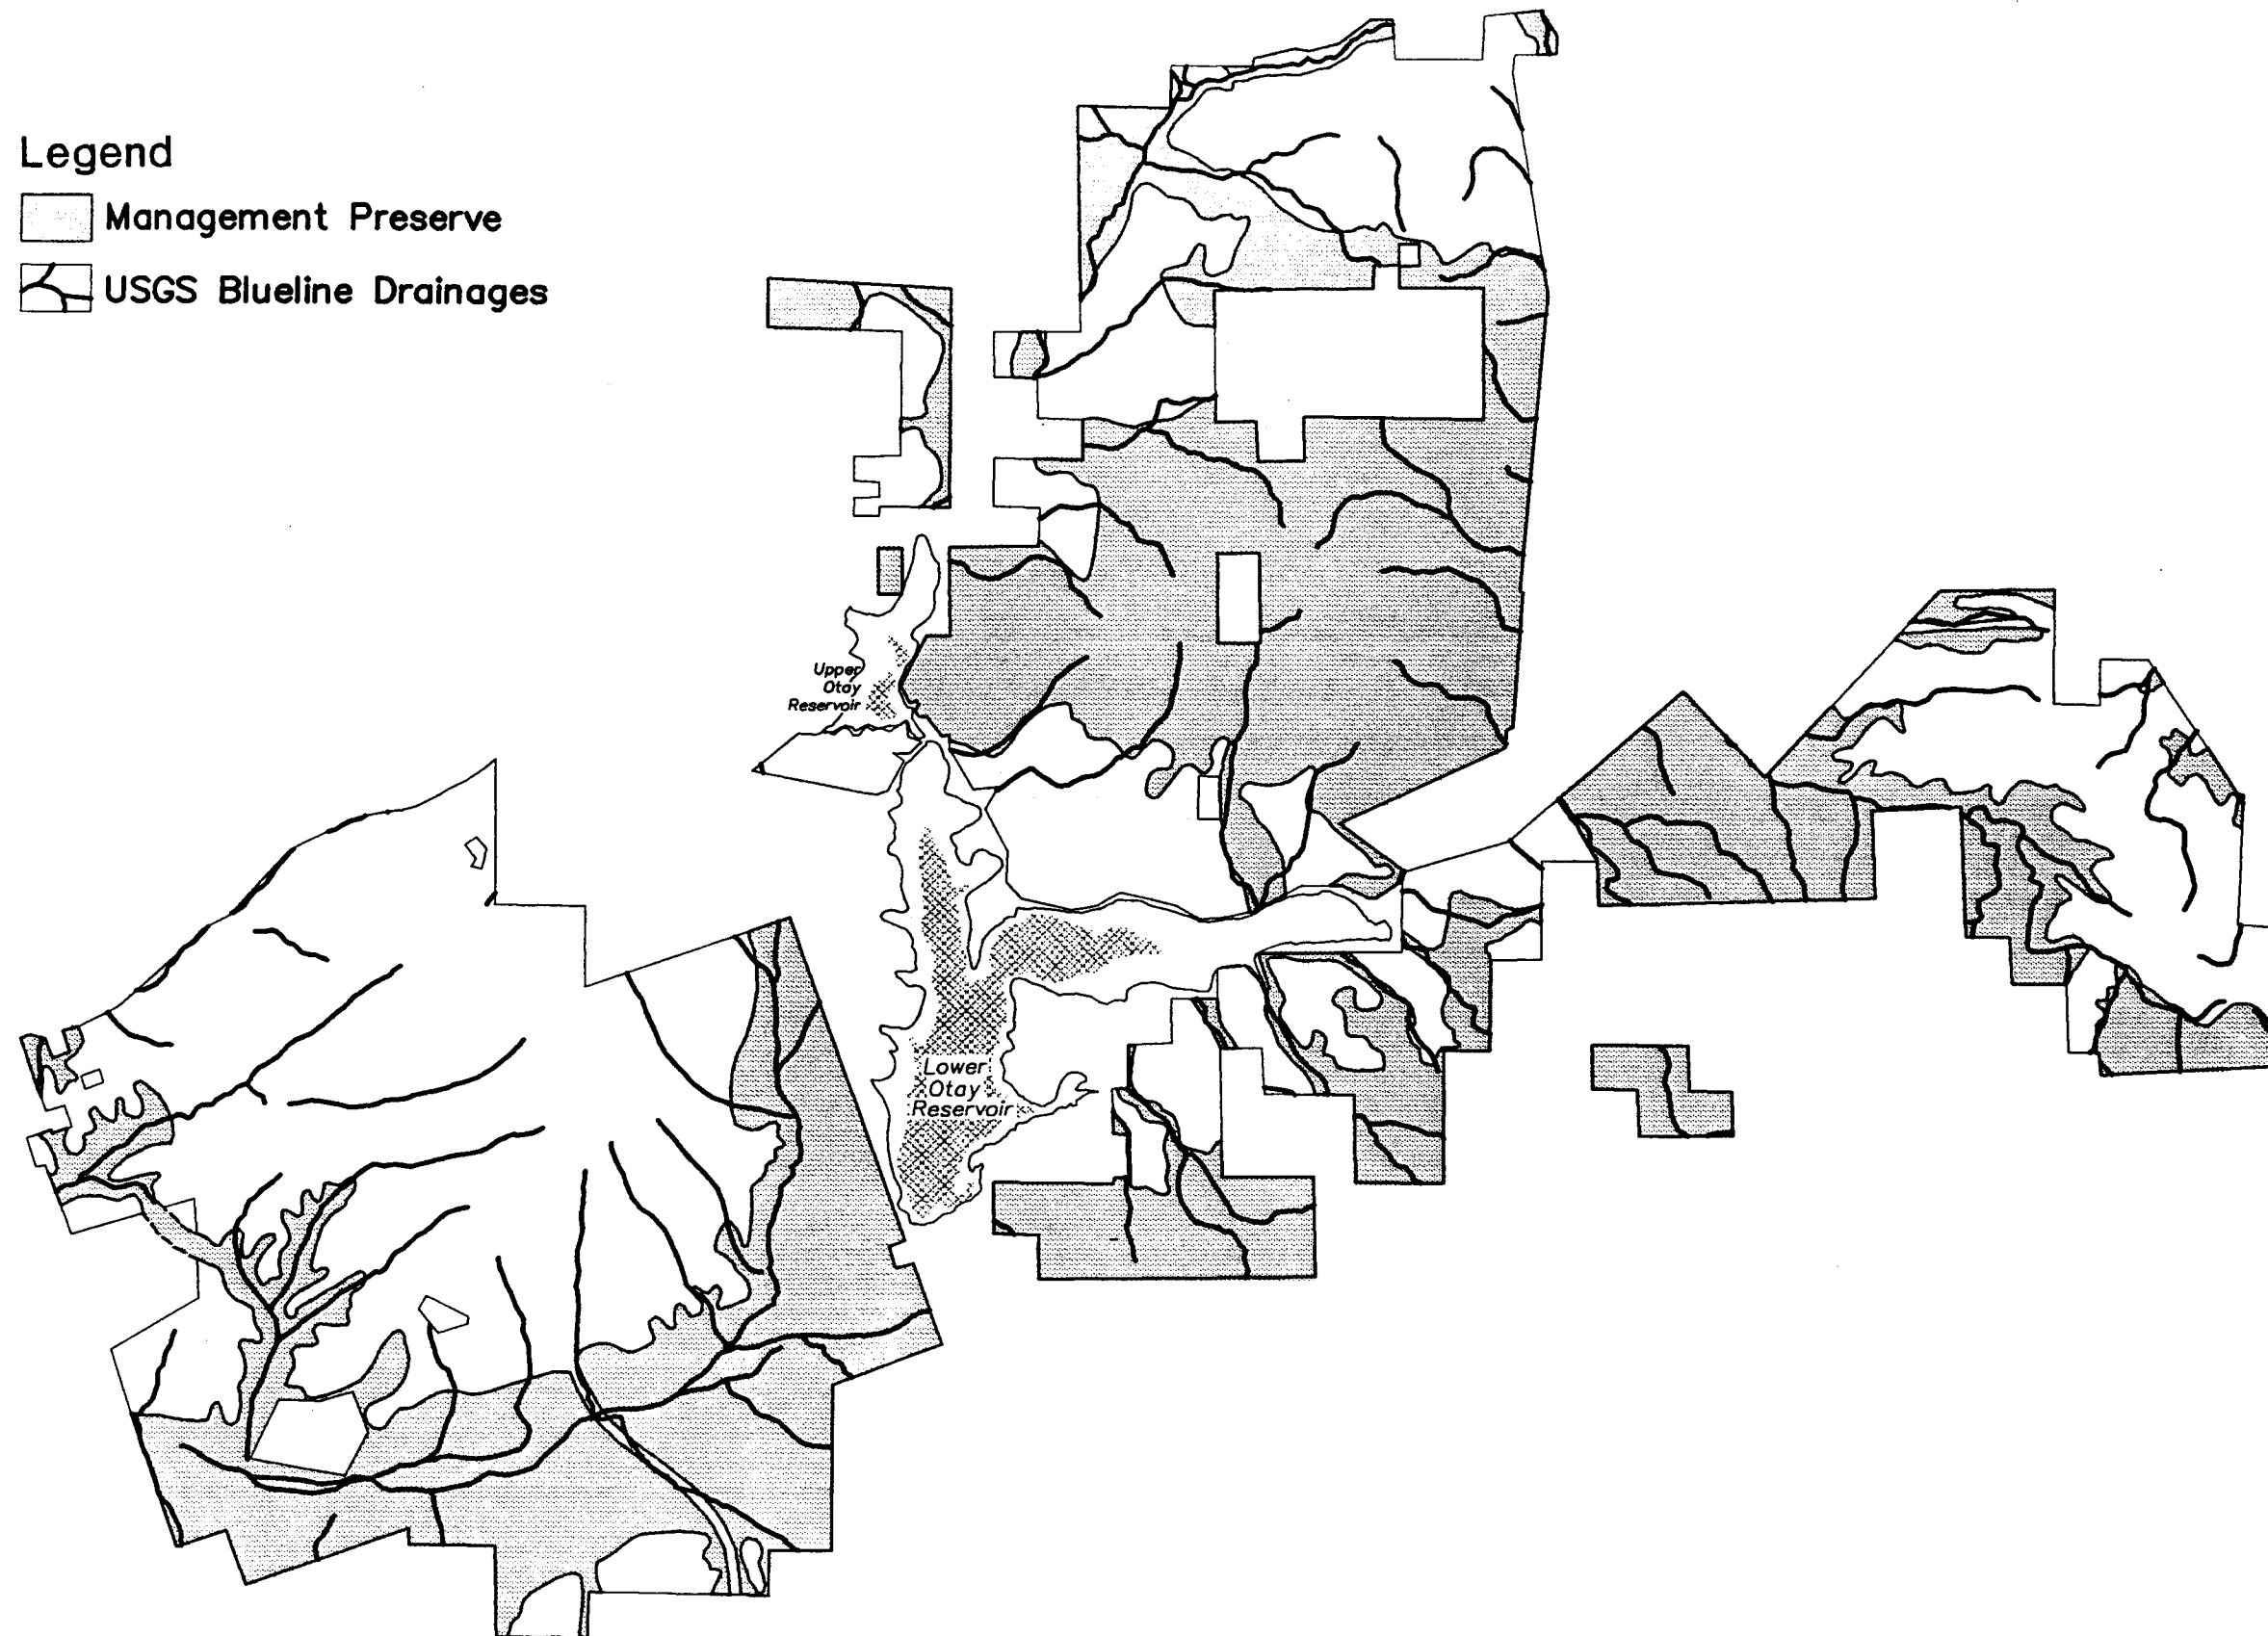 Legend
Management Preserve
USGS Blueline Drainages
Upper
Otay
Reservoir
Lower
Otay
Reservoir